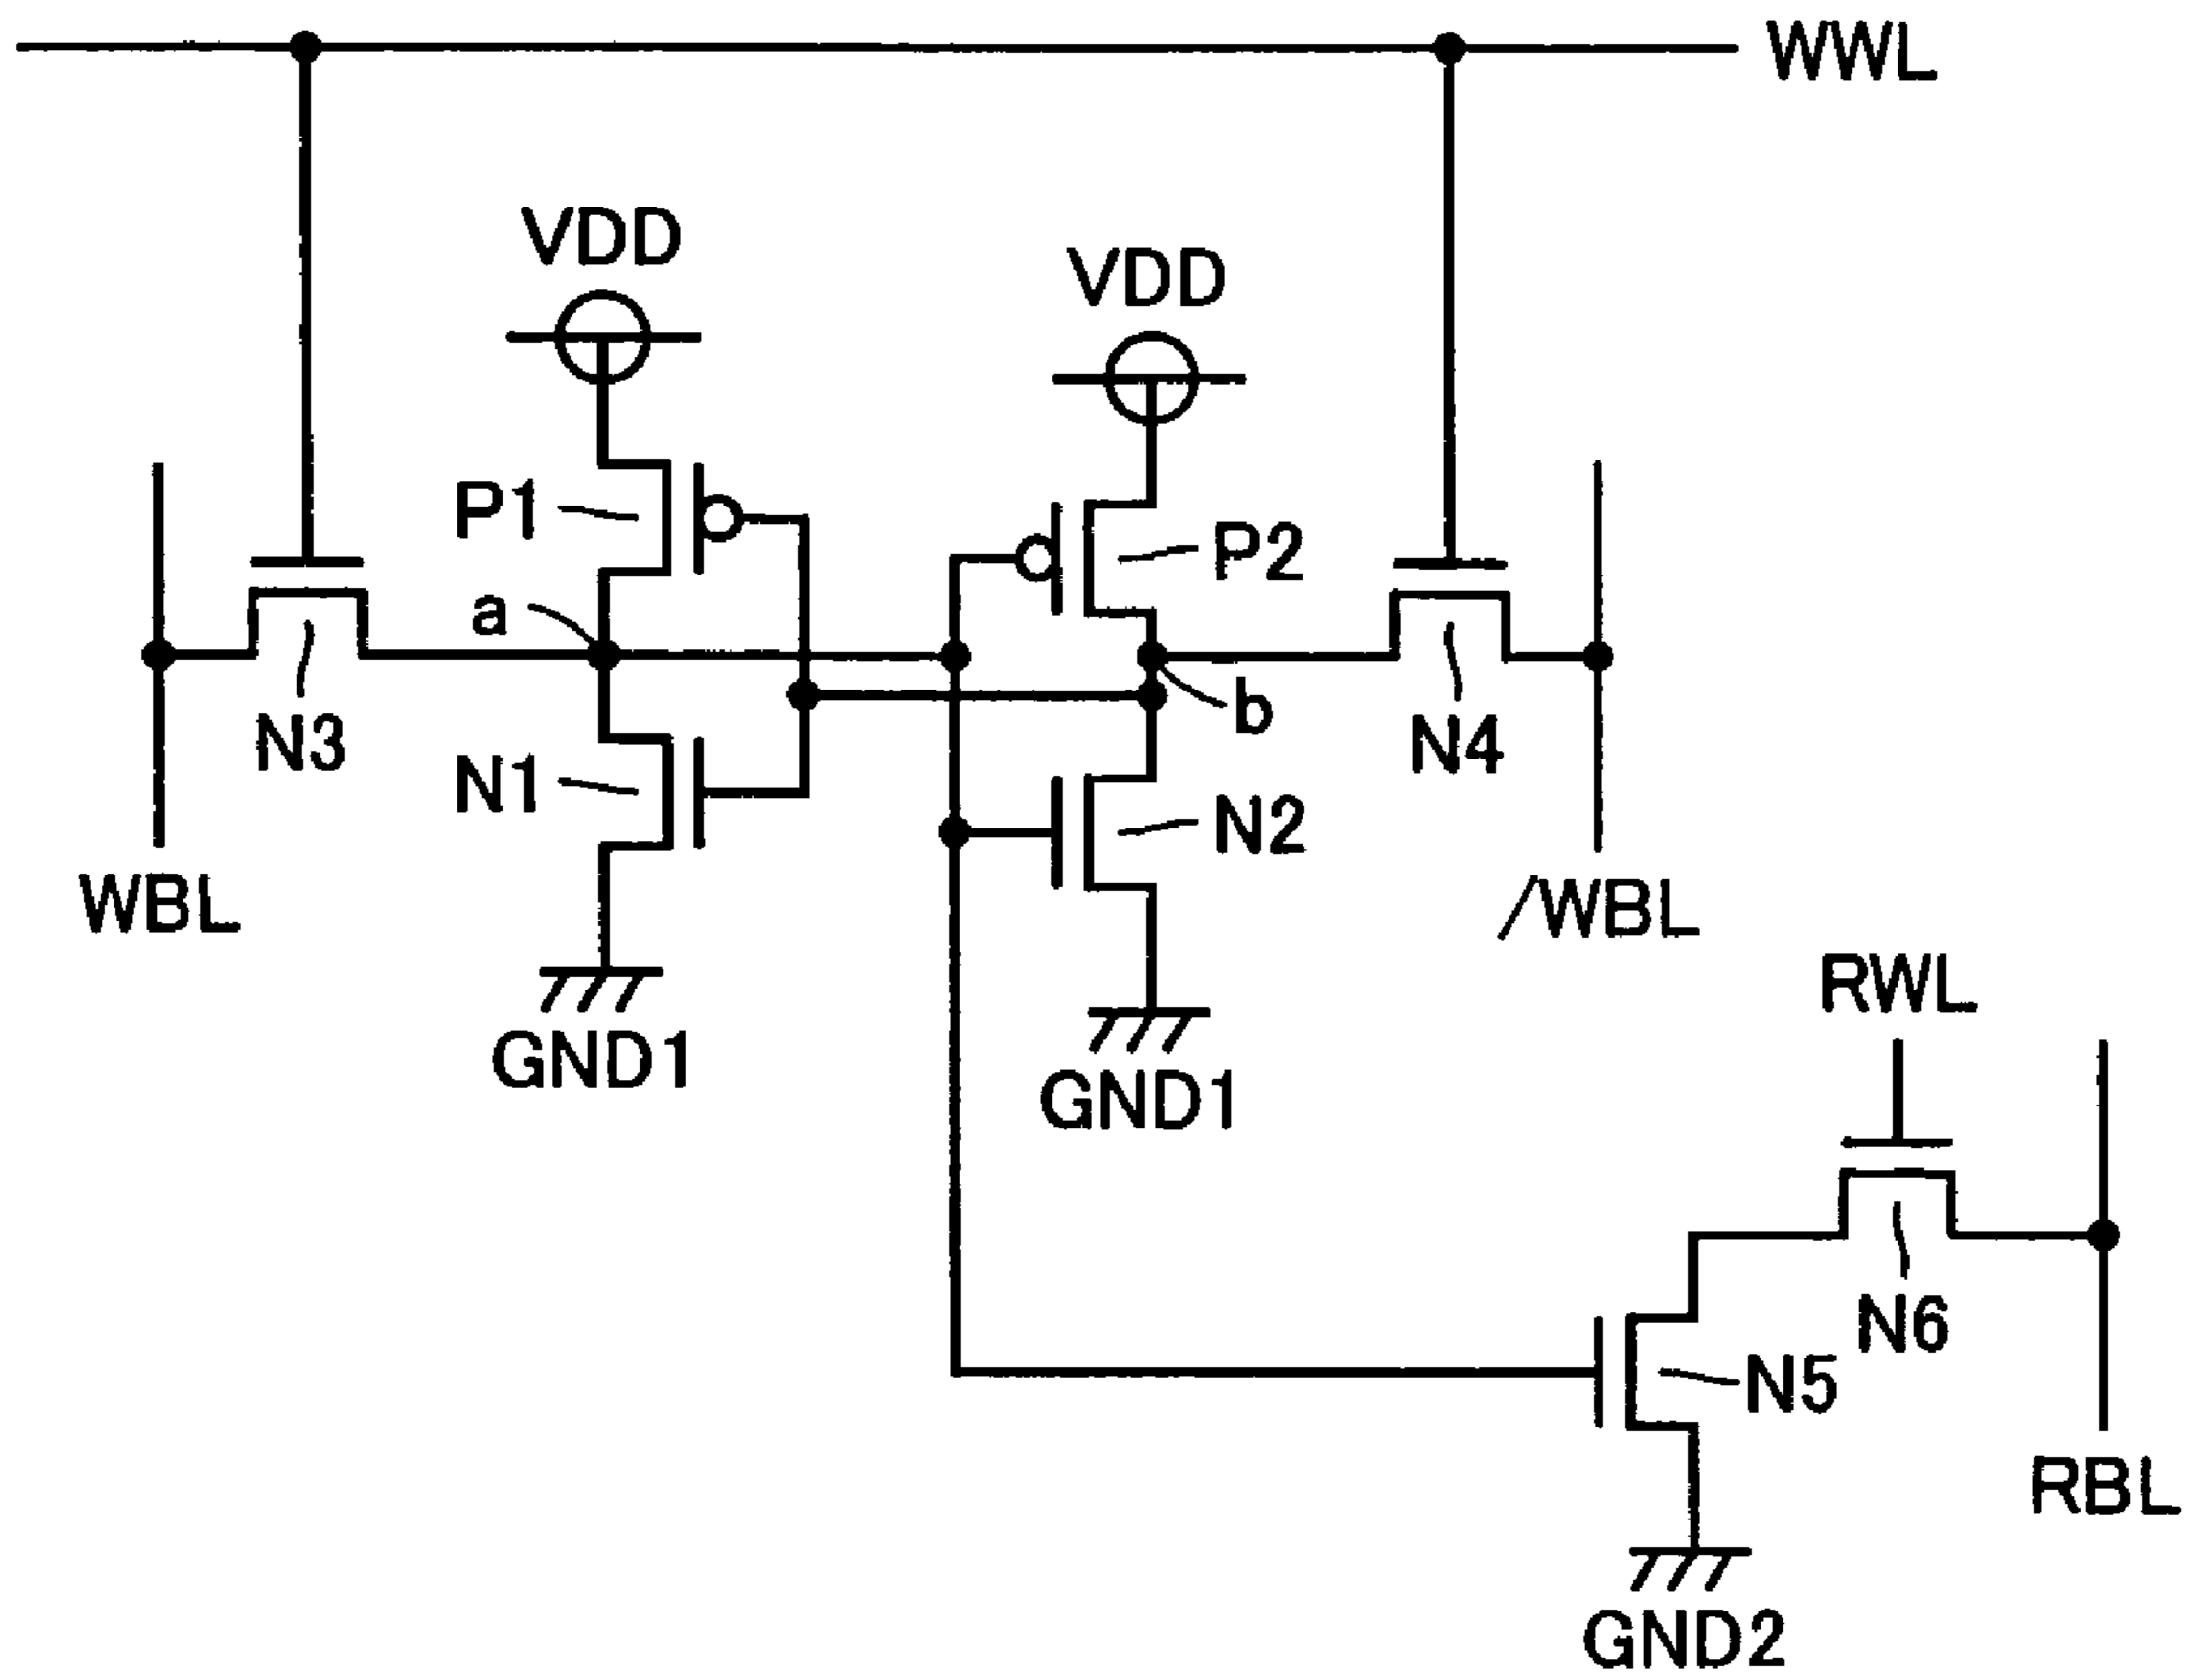 WWL
VDD
VDD
P1
P2
a
b
N3
N4
N1
N2
WBL
/WBL
RWL
GND1
GND1
N6
N5
RBL
GND2